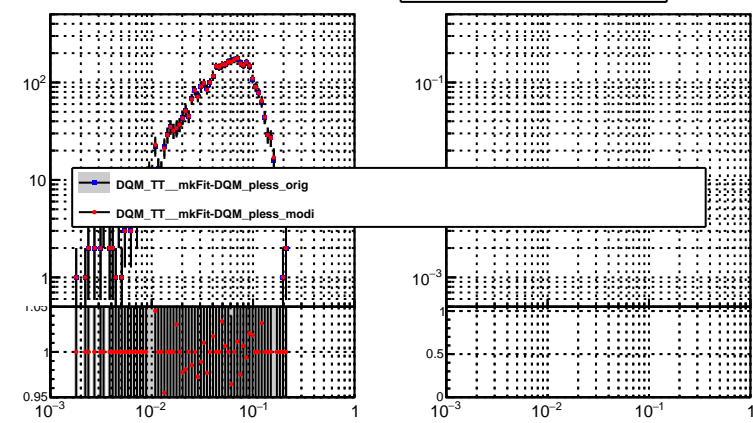 10² 10⁻¹
10 DQM_TT__mkFit-DQM_pless_orig
DQM_TT__mkFit-DQM_pless_modi
1 10⁻³
1.05 1
1 0.5
0.95 0
10⁻³ 10⁻² 10⁻¹ 1 10⁻³ 10⁻² 10⁻¹ 1